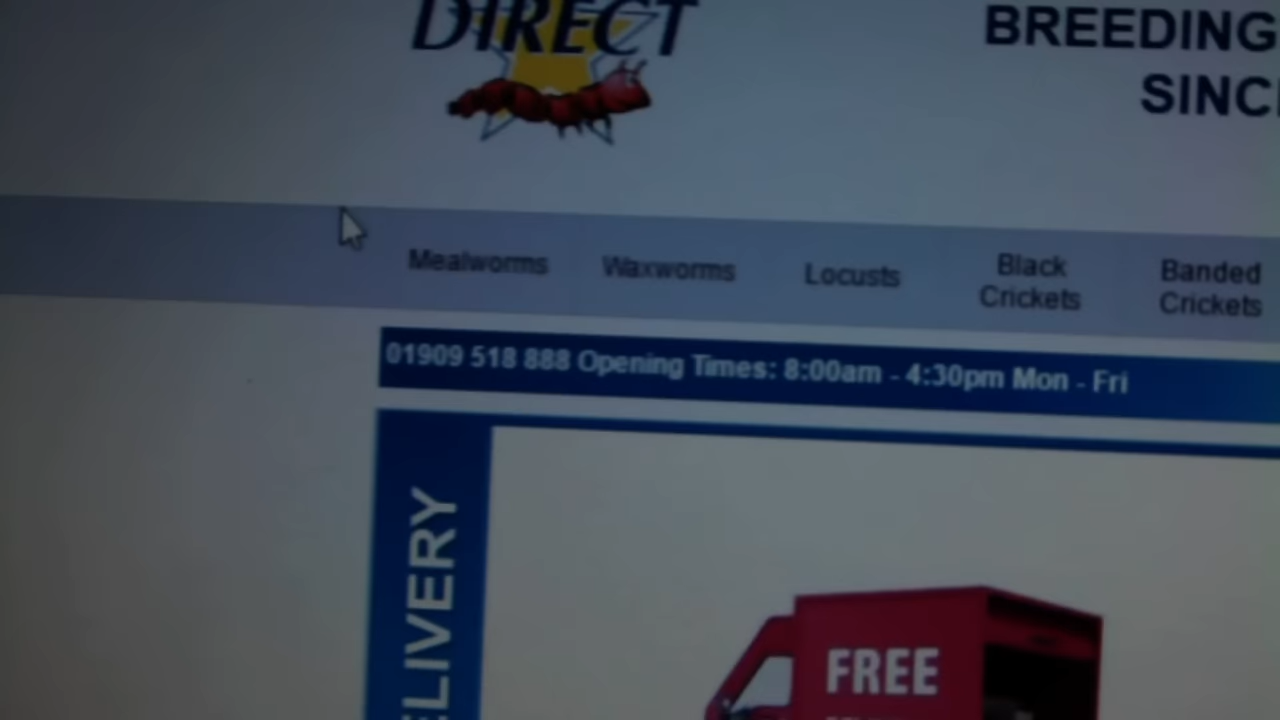 DIRECT
BREEDING
SINC
Mealworms
Waxworms
Locusts
Black
Crickets
Banded
Crickets
01909 518 888 Opening Times: 8:00am - 4:30pm Mon - Fri
ELIVERY
FREE